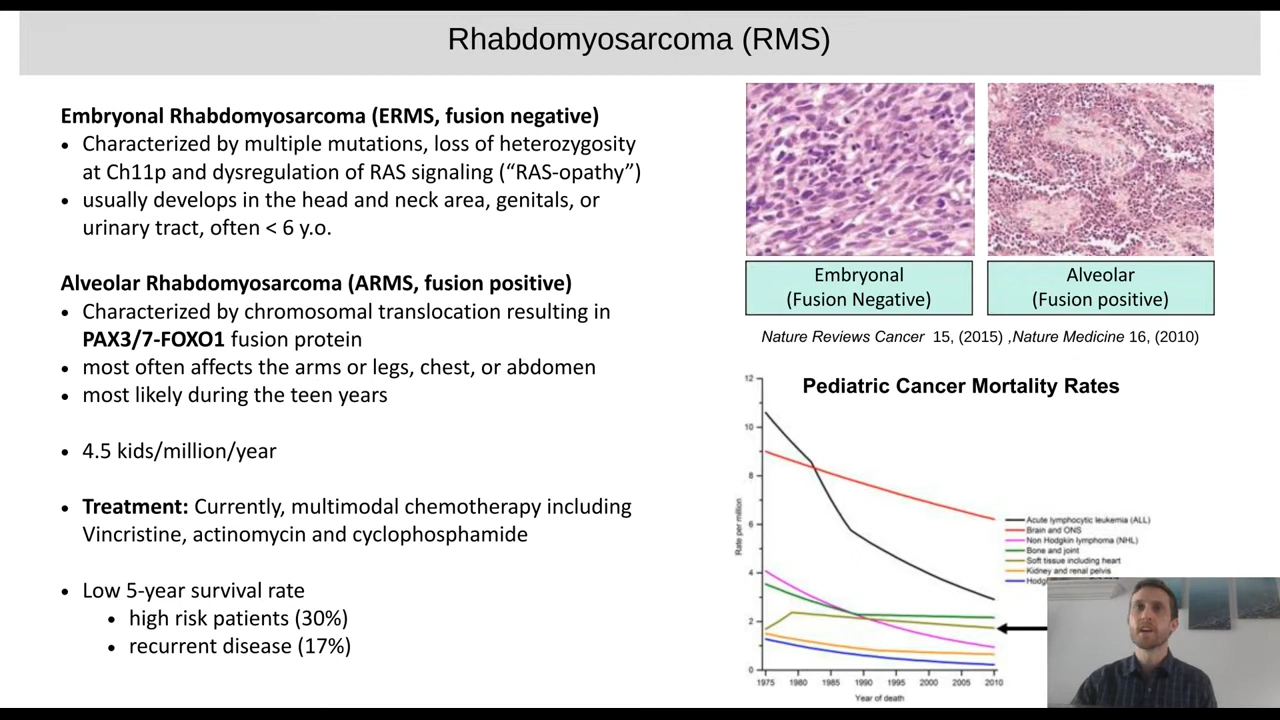 Rhabdomyosarcoma (RMS)
Embryonal Rhabdomyosarcoma (ERMS, fusion negative)
• Characterized by multiple mutations, loss of heterozygosity
at Ch11p and dysregulation of RAS signaling (“RAS-opathy”)
• usually develops in the head and neck area, genitals, or
urinary tract, often < 6 y.o.
Alveolar Rhabdomyosarcoma (ARMS, fusion positive)
• Characterized by chromosomal translocation resulting in
PAX3/7-FOXO1 fusion protein
• most often affects the arms or legs, chest, or abdomen
• most likely during the teen years
• 4.5 kids/million/year
• Treatment: Currently, multimodal chemotherapy including
Vincristine, actinomycin and cyclophosphamide
• Low 5-year survival rate
• high risk patients (30%)
• recurrent disease (17%)
Embryonal
(Fusion Negative)
Alveolar
(Fusion positive)
Nature Reviews Cancer 15, (2015) ,Nature Medicine 16, (2010)
Pediatric Cancer Mortality Rates
12
10
8
6
4
2
0
Rate per million
1975 1980 1985 1990 1995 2000 2005 2010
Year of death
Acute lymphocytic leukemia (ALL)
Brain and ONS
Non Hodgkin lymphoma (NHL)
Bone and joint
Soft tissue including heart
Kidney and renal pelvis